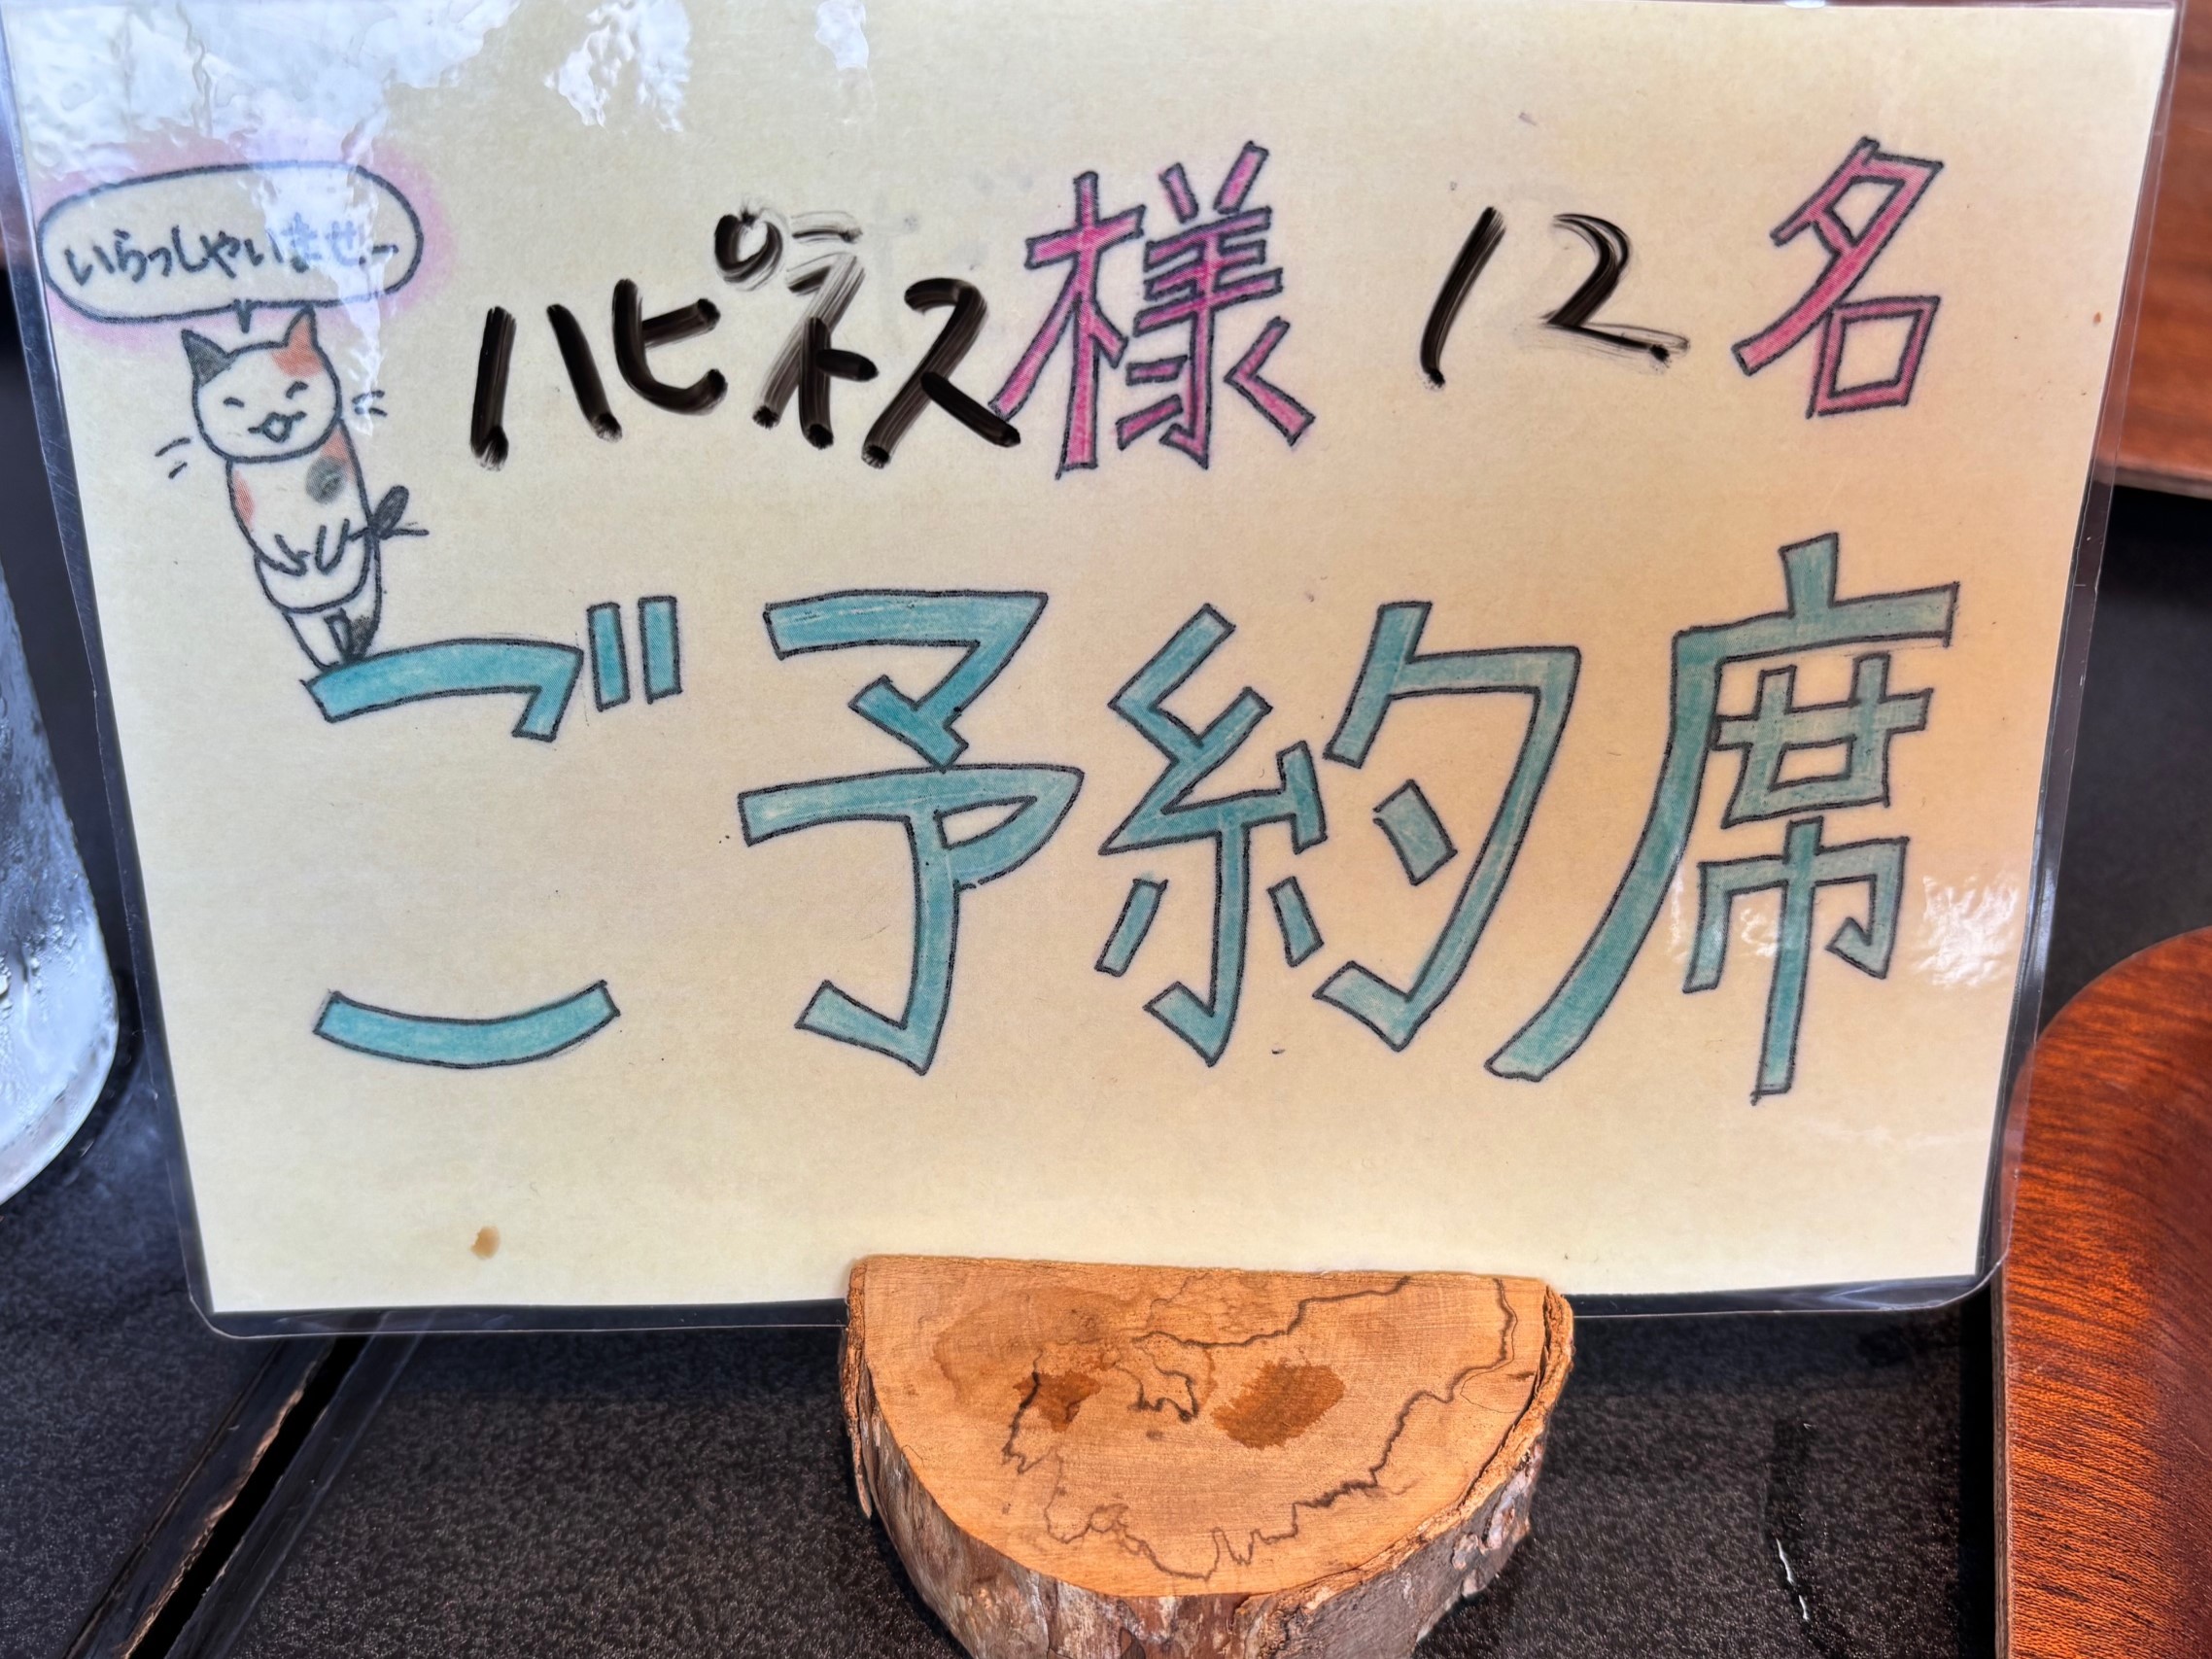 いらっしゃいませー
ハピネス様 12名
ご予約席